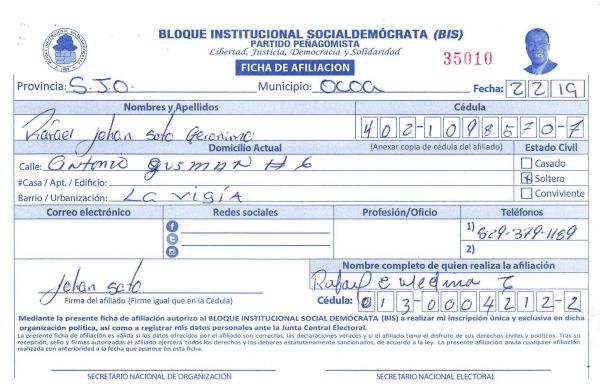 BLOQUE INSTITUCIONAL SOCIALDEMÓCRATA (BIS)
PARTIDO PEÑAGOMISTA
Libertad, Justicia, Democracia y Solidaridad
35010
FICHA DE AFILIACION
Provincia: S.J.O. Municipio: OCOA Fecha: 2 2 19
Nombres y Apellidos Cédula
Rafael Johan Soto Geronimo 402-1098570-7
Domicilio Actual (Anexar copia de cédula del afiliado) Estado Civil
Calle: Antonio Gusman # 6 Casado
#Casa / Apt. / Edificio: Soltero
Barrio / Urbanización: La Vigía Conviviente
Correo electrónico Redes sociales Profesión/Oficio Teléfonos
1) 829-379-1189
2)
Nombre completo de quien realiza la afiliación
Johan Soto Rafael E Medina T
Firma del afiliado (Firme igual que en la Cédula) Cédula: 013-0004212-2
Mediante la presente ficha de afiliación autorizo al BLOQUE INSTITUCIONAL SOCIAL DEMÓCRATA (BIS) a realizar mi inscripción única y exclusiva en dicha
organización política, así como a registrar mis datos personales ante la Junta Central Electoral.
La presente ficha de afiliación es válida si los datos ofrecidos por el afiliado son correctos, las declaraciones veraces y si el afiliado tiene el disfrute de sus derechos civiles y políticos. Tras su
recepción, sello y firmas autorizadas el afiliado ejercerá todos los derechos y los deberes estatutariamente sancionados, de acuerdo a la ley. La presente afiliación anula cualquier afiliación
realizada con anterioridad a la fecha que aparece en esta ficha.
SECRETARIO NACIONAL DE ORGANIZACIÓN SECRETARIO NACIONAL ELECTORAL